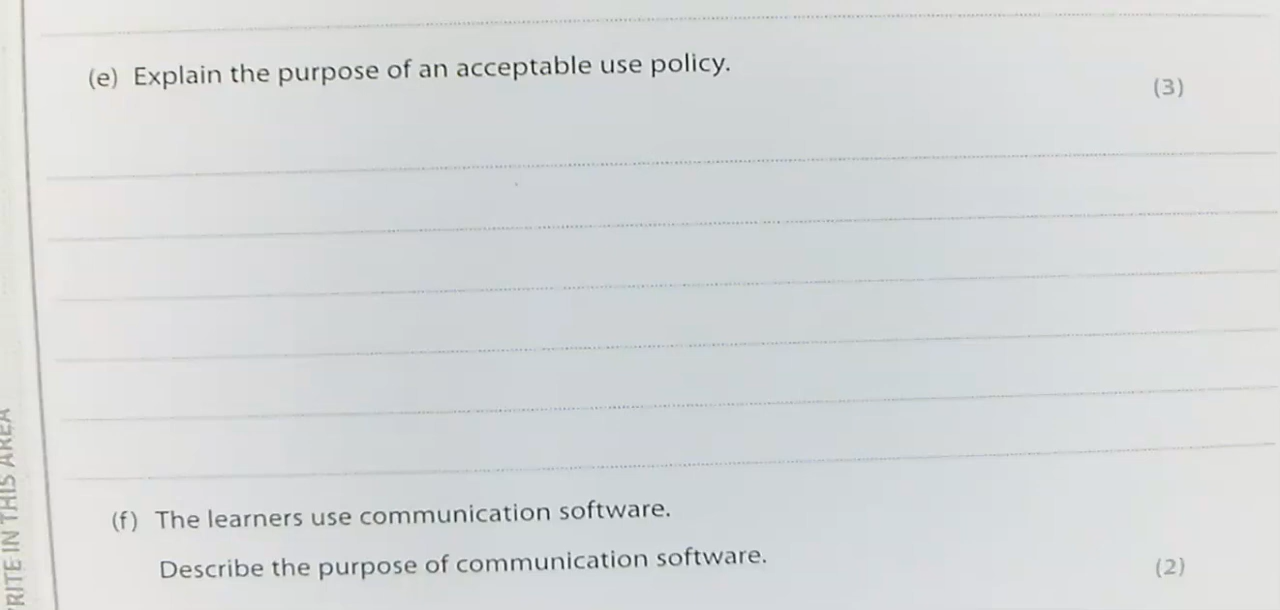 (e) Explain the purpose of an acceptable use policy.
(3)
(f) The learners use communication software.
Describe the purpose of communication software.
(2)
RITE IN THIS AREA